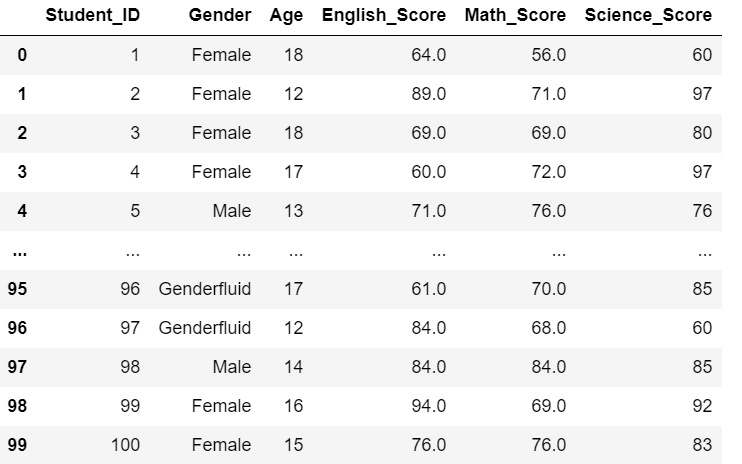 Student_ID Gender Age English_Score Math_Score Science_Score
0 1 Female 18 64.0 56.0 60
1 2 Female 12 89.0 71.0 97
2 3 Female 18 69.0 69.0 80
3 4 Female 17 60.0 72.0 97
4 5 Male 13 71.0 76.0 76
... ... ... ... ... ... ...
95 96 Genderfluid 17 61.0 70.0 85
96 97 Genderfluid 12 84.0 68.0 60
97 98 Male 14 84.0 84.0 85
98 99 Female 16 94.0 69.0 92
99 100 Female 15 76.0 76.0 83